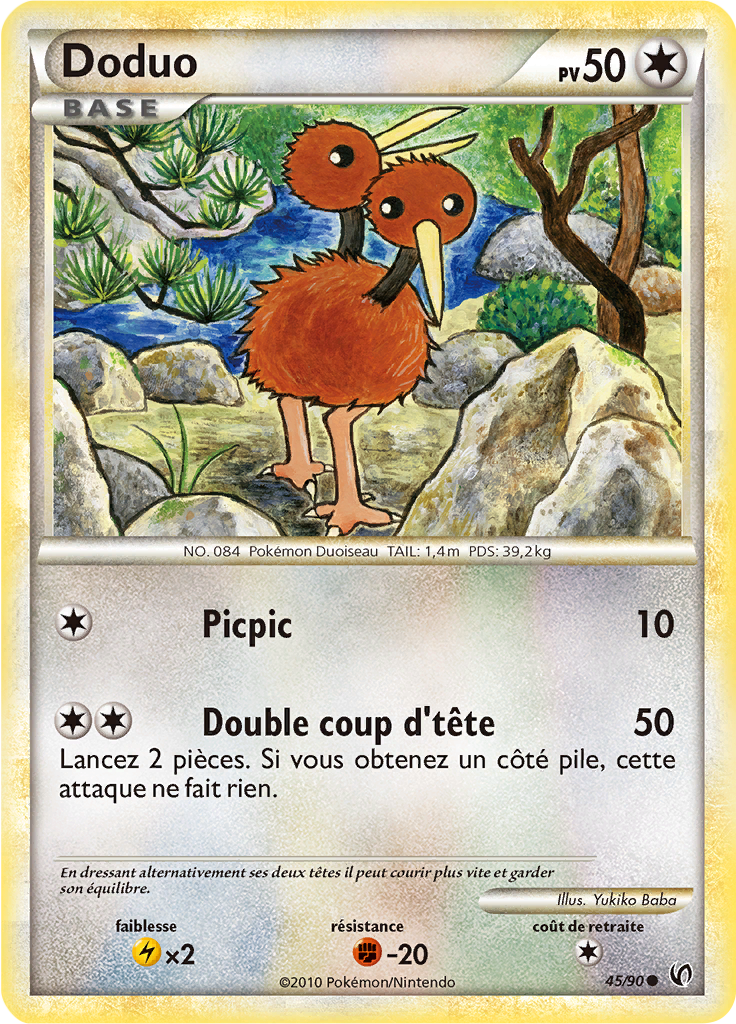 Doduo
PV 50
BASE
NO. 084 Pokémon Duoiseau TAIL: 1,4m PDS: 39,2kg
Picpic 10
Double coup d'tête 50
Lancez 2 pièces. Si vous obtenez un côté pile, cette
attaque ne fait rien.
En dressant alternativement ses deux têtes il peut courir plus vite et garder
son équilibre.
Illus. Yukiko Baba
faiblesse résistance coût de retraite
×2 -20
©2010 Pokémon/Nintendo 45/90